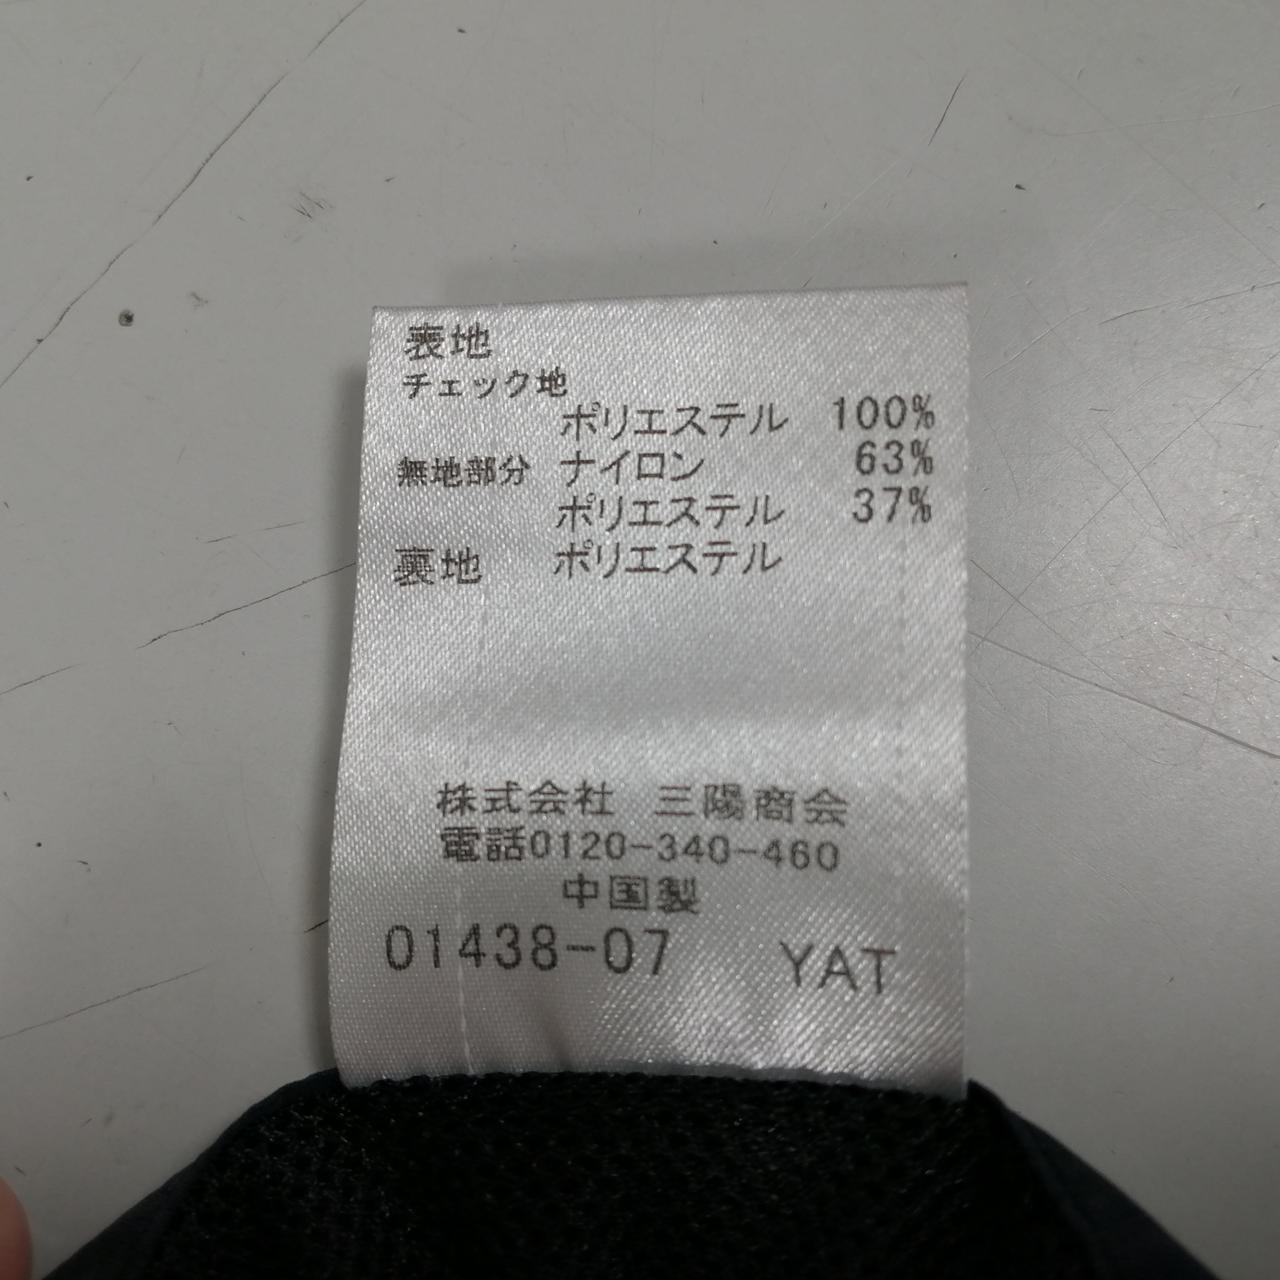 表地
チェック地
ポリエステル 100%
無地部分 ナイロン 63%
ポリエステル 37%
裏地 ポリエステル
株式会社 三陽商会
電話0120-340-460
中国製
01438-07 YAT